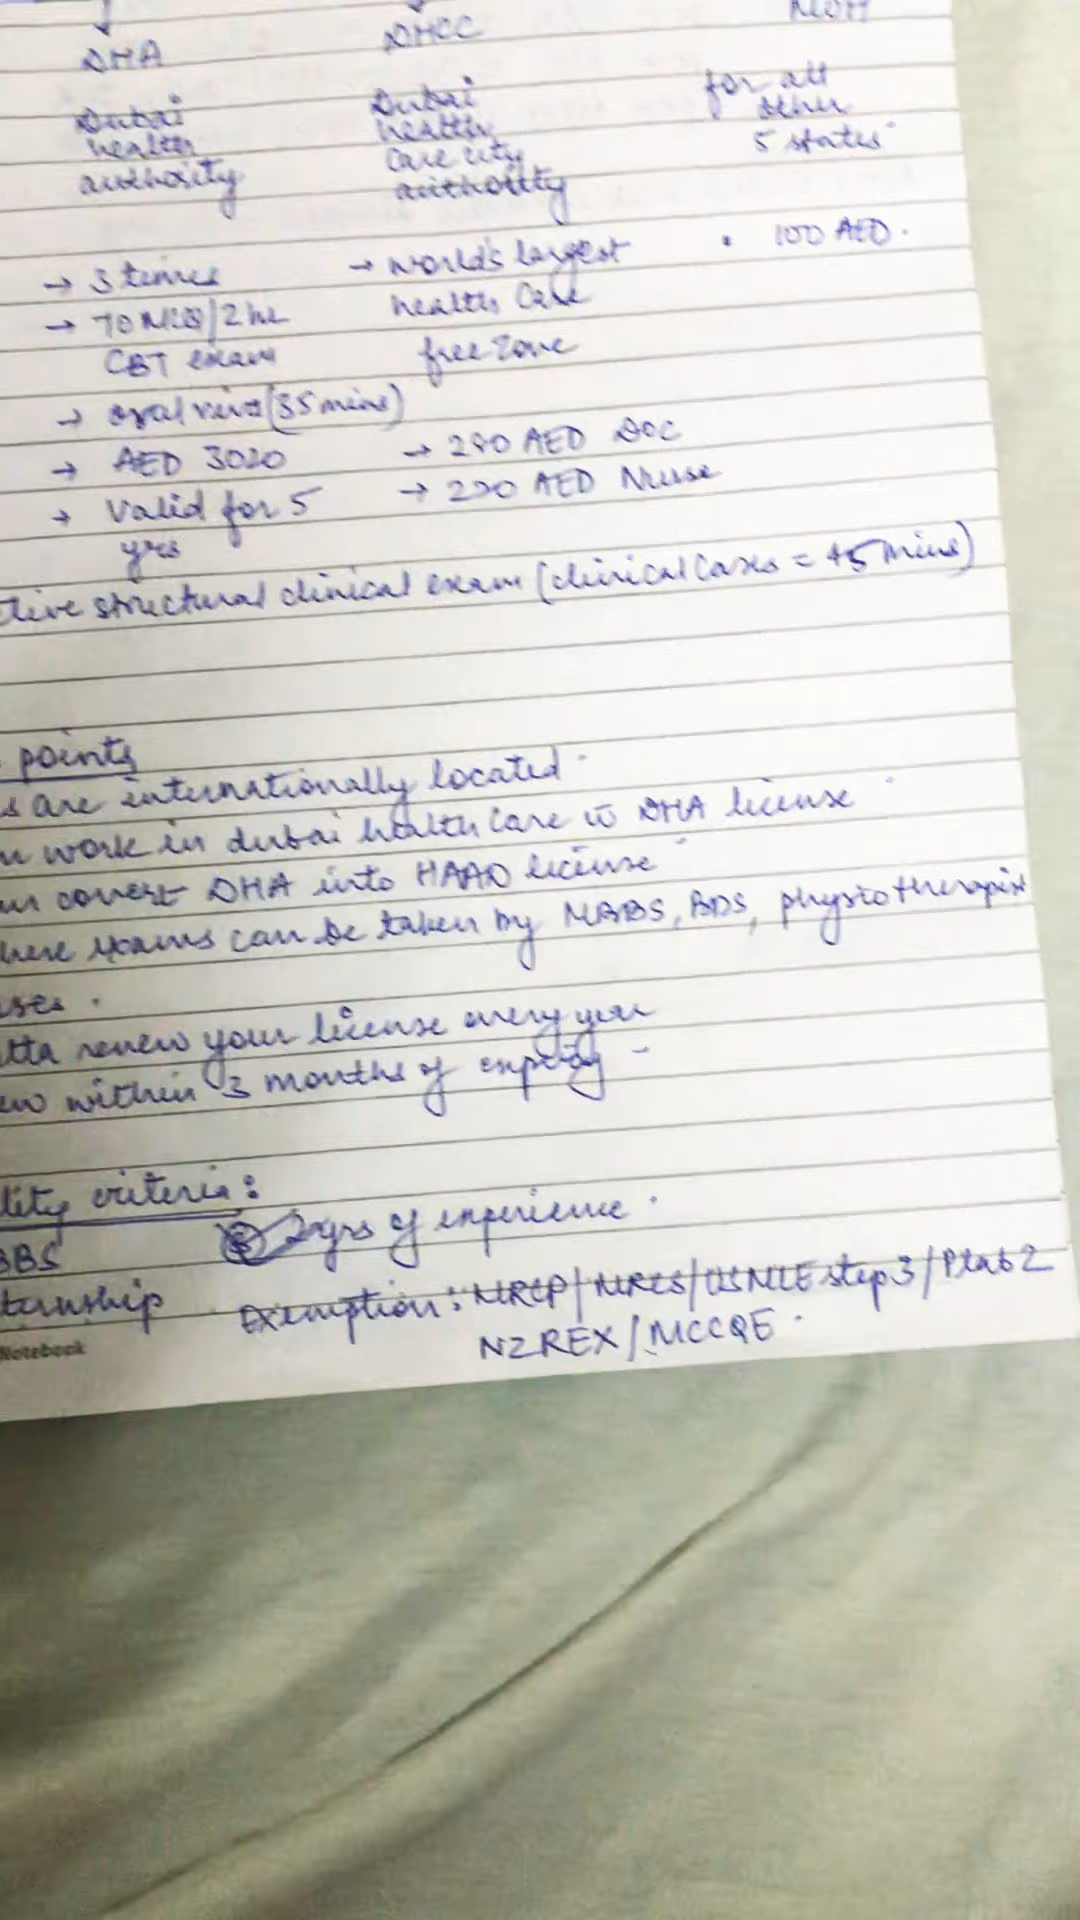 DHA DHCC MOH
Dubai Dubai for all
health health other
authority care city 5 states
authority
→ 3 times → world's largest • 100 AED.
→ 70 MCQ/2 hr health care
CBT exam free zone
→ oral viva (35 mins)
→ AED 3020 → 280 AED Doc
→ Valid for 5 → 220 AED Nurse
yrs
tive structural clinical exam (clinical cases = 45 mins)
points
s are internationally located.
n work in dubai health care DHA license
an convert DHA into HAAD license
here exams can be taken by MBBS, BDS, physiotherapist
ses.
tta renew your license every year
ew within 3 months of expiry -
lity criteria:
BBS 2 yrs of experience.
ternship Exemption: MRCP/MRCS/USMLE step 3/Plab 2
Notebook NZREX/MCCQE.